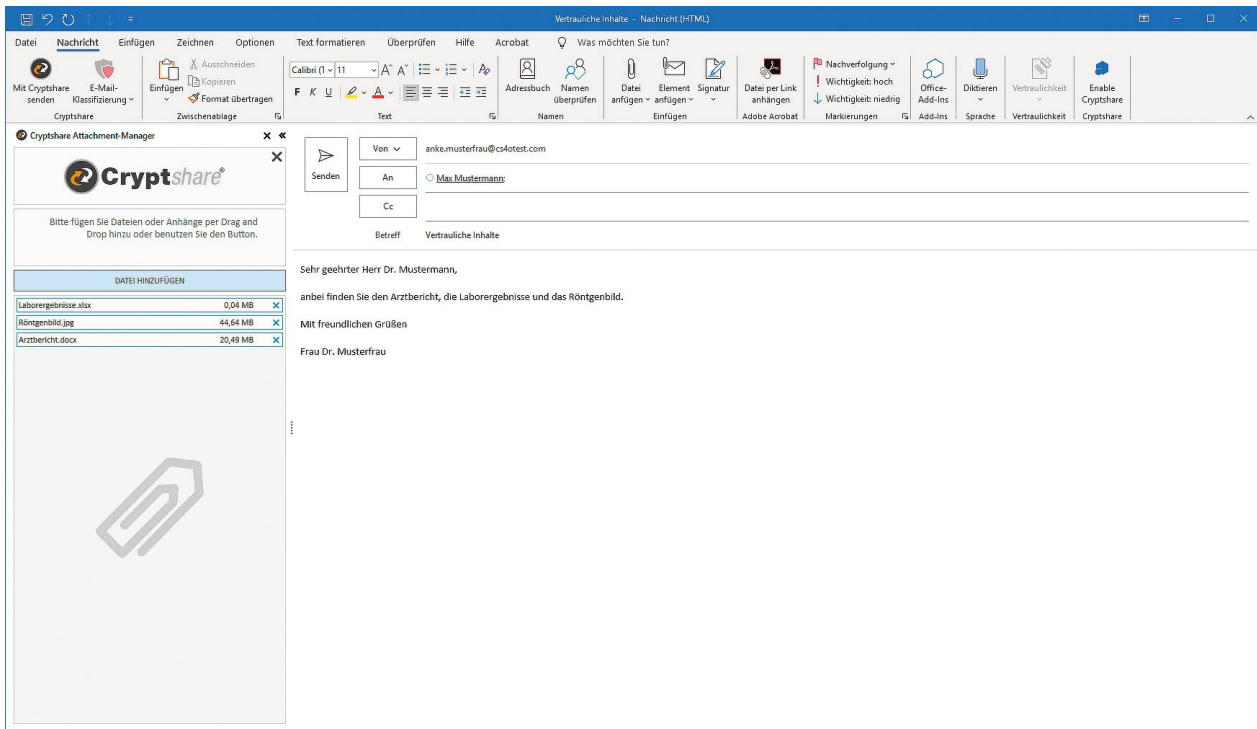 Vertrauliche Inhalte - Nachricht (HTML)
Datei Nachricht Einfügen Zeichnen Optionen Text formatieren Überprüfen Hilfe Acrobat Was möchten Sie tun?
Mit Cryptshare senden
E-Mail-Klassifizierung
Cryptshare
Einfügen
Ausschneiden
Kopieren
Format übertragen
Zwischenablage
Calibri (T 11
F K U
Text
Adressbuch
Namen überprüfen
Namen
Datei anfügen
Element anfügen
Signatur
Einfügen
Datei per Link anhängen
Adobe Acrobat
Nachverfolgung
Wichtigkeit: hoch
Wichtigkeit: niedrig
Markierungen
Office-Add-Ins
Add-Ins
Diktieren
Sprache
Vertraulichkeit
Vertraulichkeit
Enable Cryptshare
Cryptshare
Cryptshare Attachment-Manager
Cryptshare®
Bitte fügen Sie Dateien oder Anhänge per Drag and
Drop hinzu oder benutzen Sie den Button.
DATEI HINZUFÜGEN
Laborergebnisse.xlsx 0,04 MB
Röntgenbild.jpg 44,64 MB
Arztbericht.docx 20,49 MB
Senden
Von anke.musterfrau@cs4otest.com
An Max Mustermann;
Cc
Betreff Vertrauliche Inhalte
Sehr geehrter Herr Dr. Mustermann,
anbei finden Sie den Arztbericht, die Laborergebnisse und das Röntgenbild.
Mit freundlichen Grüßen
Frau Dr. Musterfrau